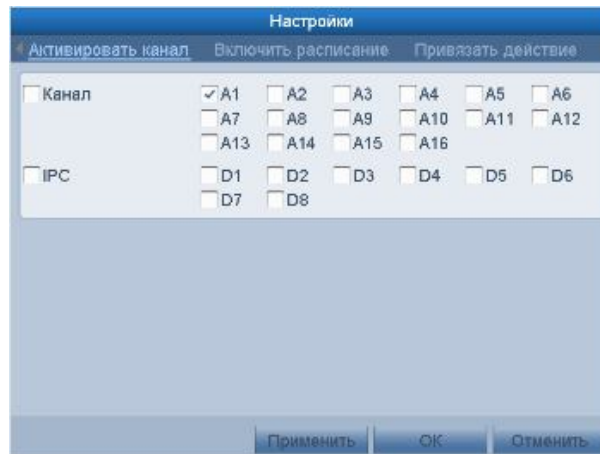 Настройки
Активировать канал Включить расписание Привязать действие
Канал A1 A2 A3 A4 A5 A6
A7 A8 A9 A10 A11 A12
A13 A14 A15 A16
IPC D1 D2 D3 D4 D5 D6
D7 D8
Применить OK Отменить